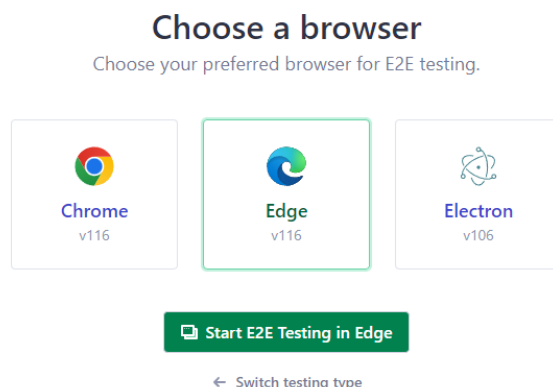 Choose a browser
Choose your preferred browser for E2E testing.
Chrome Edge Electron
v116 v116 v106
Start E2E Testing in Edge
← Switch testing type